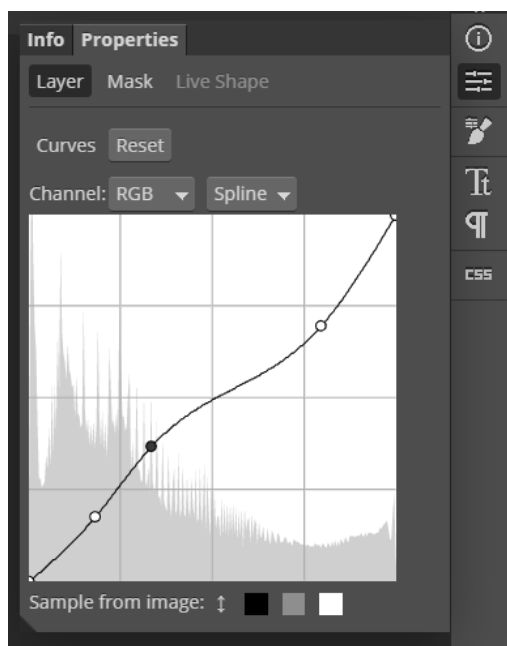 Info Properties
Layer Mask Live Shape
Curves Reset
Channel: RGB Spline
Sample from image:
Tt
¶
CSS